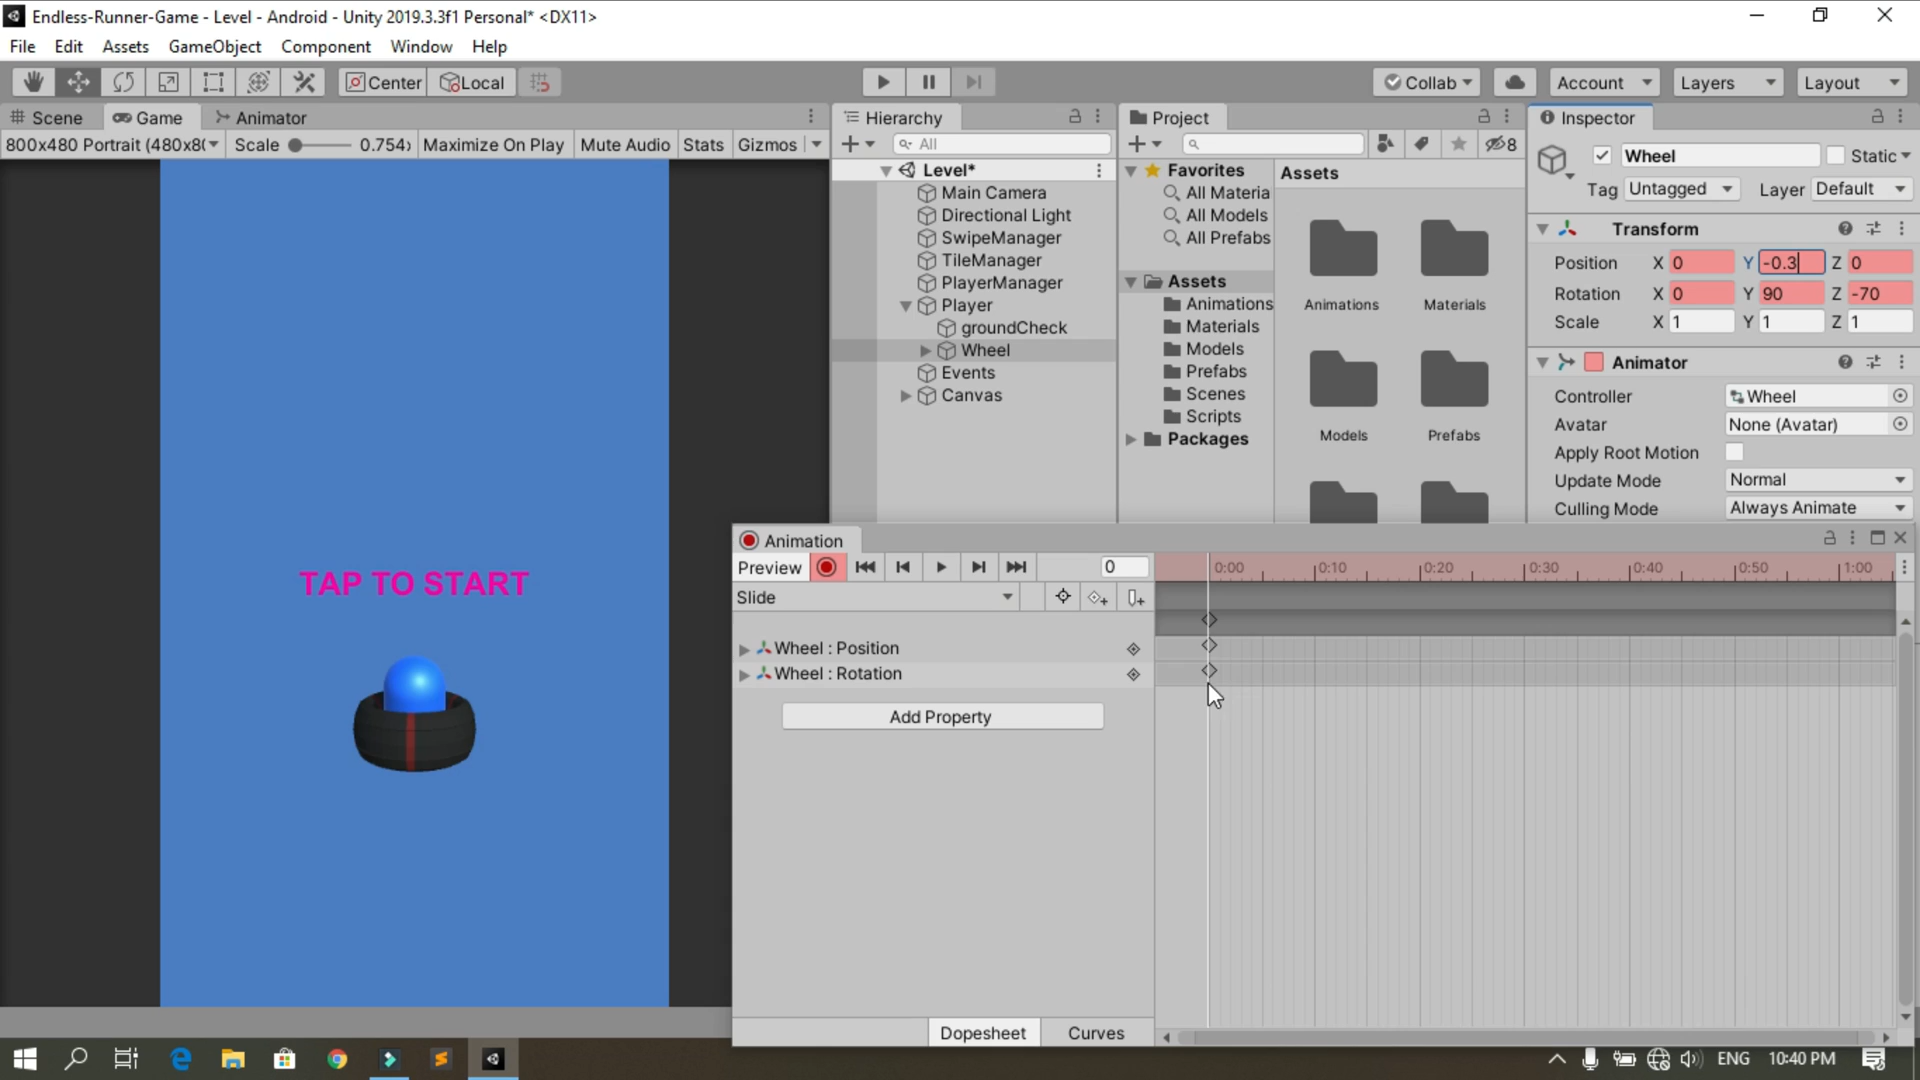 Endless-Runner-Game - Level - Android - Unity 2019.3.3f1 Personal* <DX11>
File Edit Assets GameObject Component Window Help
Center Local Collab Account Layers Layout
Scene Game Animator
800x480 Portrait (480x8( Scale 0.754 Maximize On Play Mute Audio Stats Gizmos
TAP TO START
Hierarchy
All
Level*
Main Camera
Directional Light
SwipeManager
TileManager
PlayerManager
Player
groundCheck
Wheel
Events
Canvas
Project
8
Favorites
All Materia
All Models
All Prefabs
Assets
Animations
Materials
Models
Prefabs
Scenes
Scripts
Packages
Assets
Animations Materials
Models Prefabs
Inspector
Wheel Static
Tag Untagged Layer Default
Transform
Position X 0 Y -0.3 Z 0
Rotation X 0 Y 90 Z -70
Scale X 1 Y 1 Z 1
Animator
Controller Wheel
Avatar None (Avatar)
Apply Root Motion
Update Mode Normal
Culling Mode Always Animate
Animation
Preview 0 0:00 0:10 0:20 0:30 0:40 0:50 1:00
Slide
Wheel : Position
Wheel : Rotation
Add Property
Dopesheet Curves
ENG 10:40 PM